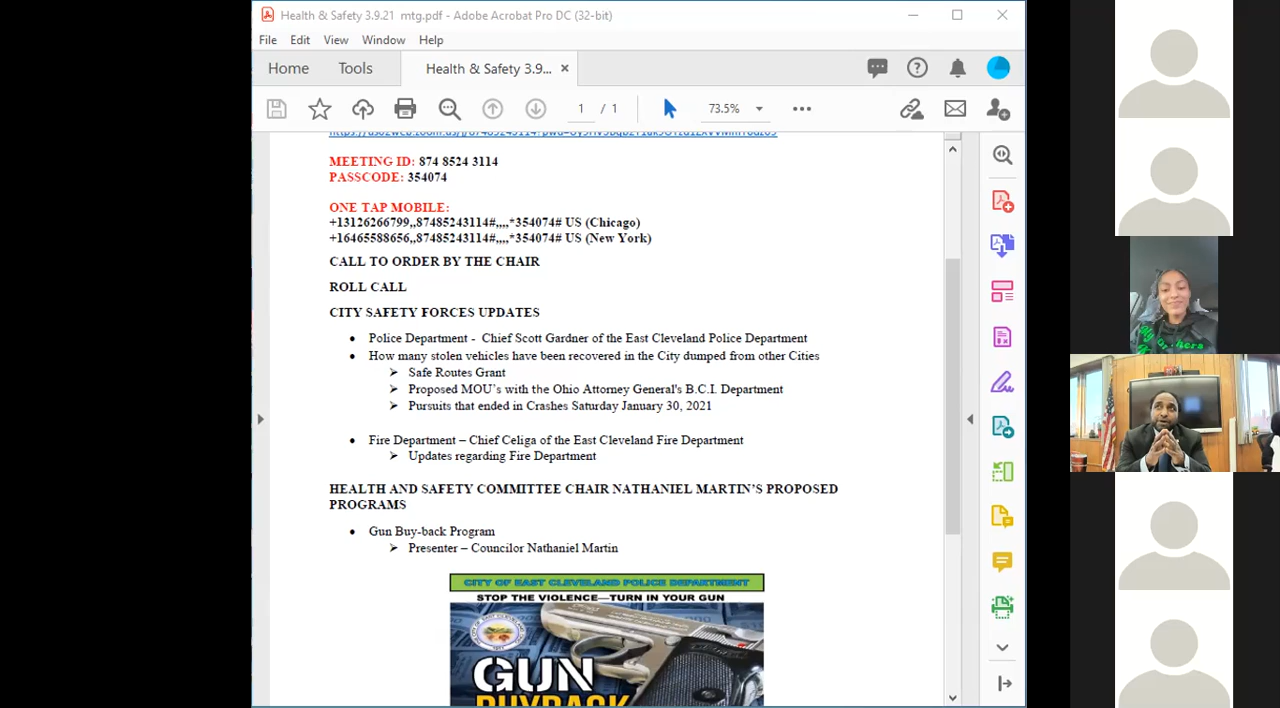 Health & Safety 3.9.21 mtg.pdf - Adobe Acrobat Pro DC (32-bit)
File Edit View Window Help
Home Tools Health & Safety 3.9... ×
1 / 1 73.5%
MEETING ID: 874 8524 3114
PASSCODE: 354074
ONE TAP MOBILE:
+13126266799,,87485243114#,,,,*354074# US (Chicago)
+16465588656,,87485243114#,,,,*354074# US (New York)
CALL TO ORDER BY THE CHAIR
ROLL CALL
CITY SAFETY FORCES UPDATES
• Police Department - Chief Scott Gardner of the East Cleveland Police Department
• How many stolen vehicles have been recovered in the City dumped from other Cities
➢ Safe Routes Grant
➢ Proposed MOU's with the Ohio Attorney General's B.C.I. Department
➢ Pursuits that ended in Crashes Saturday January 30, 2021
• Fire Department – Chief Celiga of the East Cleveland Fire Department
➢ Updates regarding Fire Department
HEALTH AND SAFETY COMMITTEE CHAIR NATHANIEL MARTIN'S PROPOSED
PROGRAMS
• Gun Buy-back Program
➢ Presenter – Councilor Nathaniel Martin
CITY OF EAST CLEVELAND POLICE DEPARTMENT
STOP THE VIOLENCE—TURN IN YOUR GUN
GUN
BUYBACK